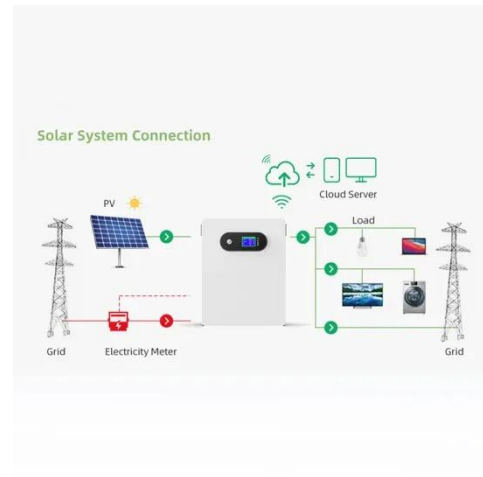 Solar System Connection
PV
Cloud Server
Load
Grid
Electricity Meter
Grid